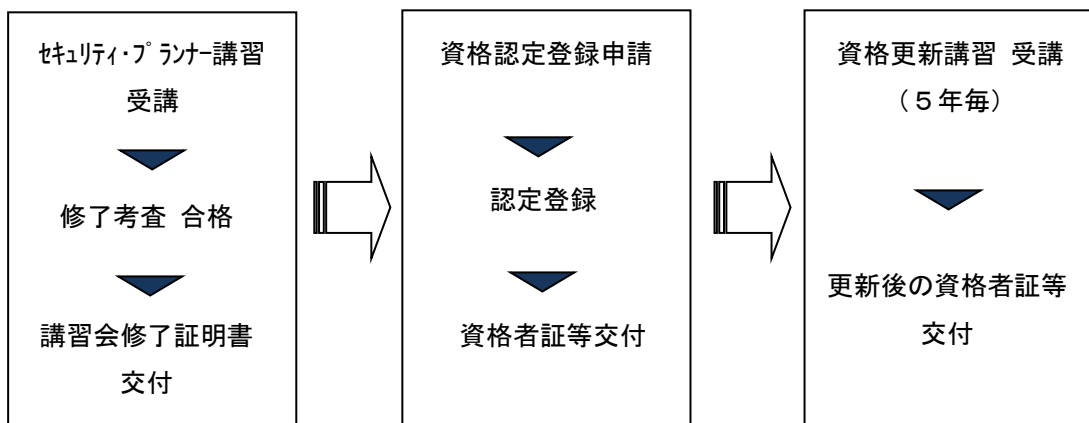 ｾｷｭﾘﾃｨ・ﾌﾟランナー講習
受講
修了考査 合格
講習会修了証明書
交付
資格認定登録申請
認定登録
資格者証等交付
資格更新講習 受講
（５年毎）
更新後の資格者証等
交付